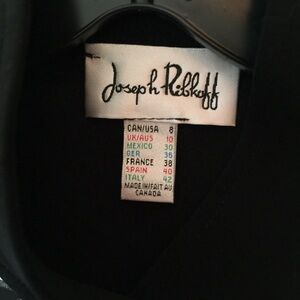 Joseph Ribkoff
CAN/USA 8
UK/AUS 10
MEXICO 30
GER 36
FRANCE 38
SPAIN 40
ITALY 42
MADE IN/FAIT AU
CANADA